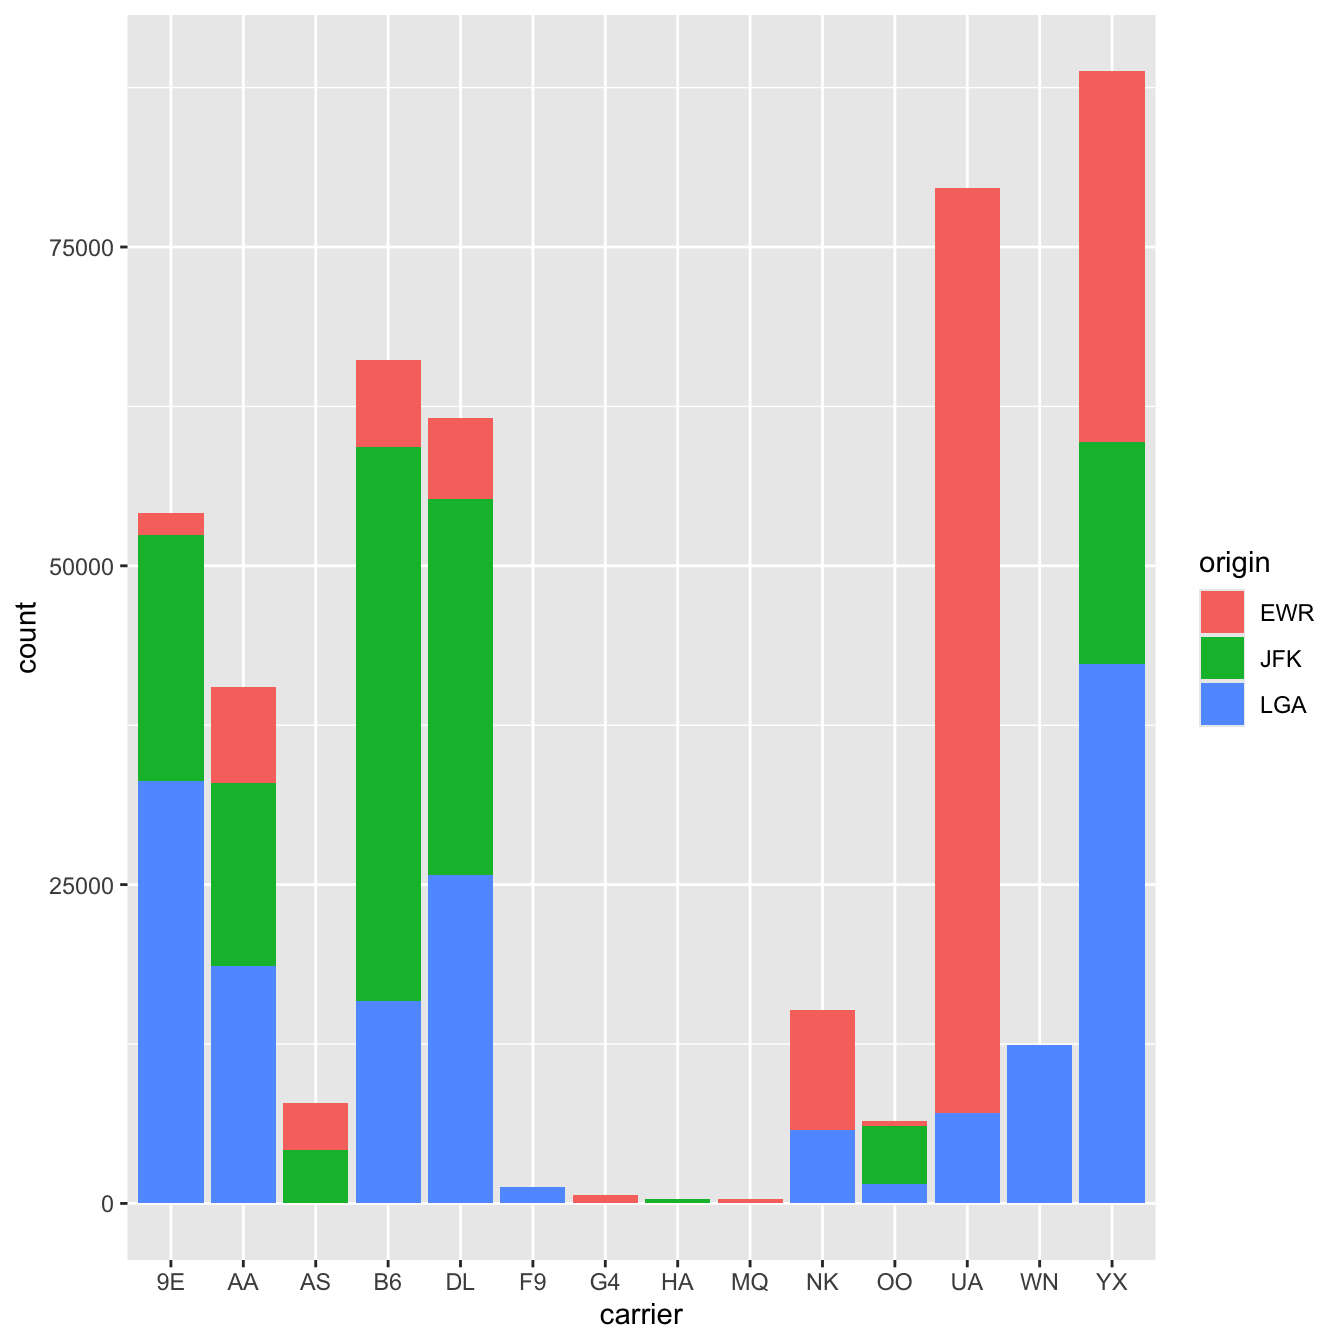 count
75000
50000
25000
0
9E AA AS B6 DL F9 G4 HA MQ NK OO UA WN YX
carrier
origin
EWR
JFK
LGA